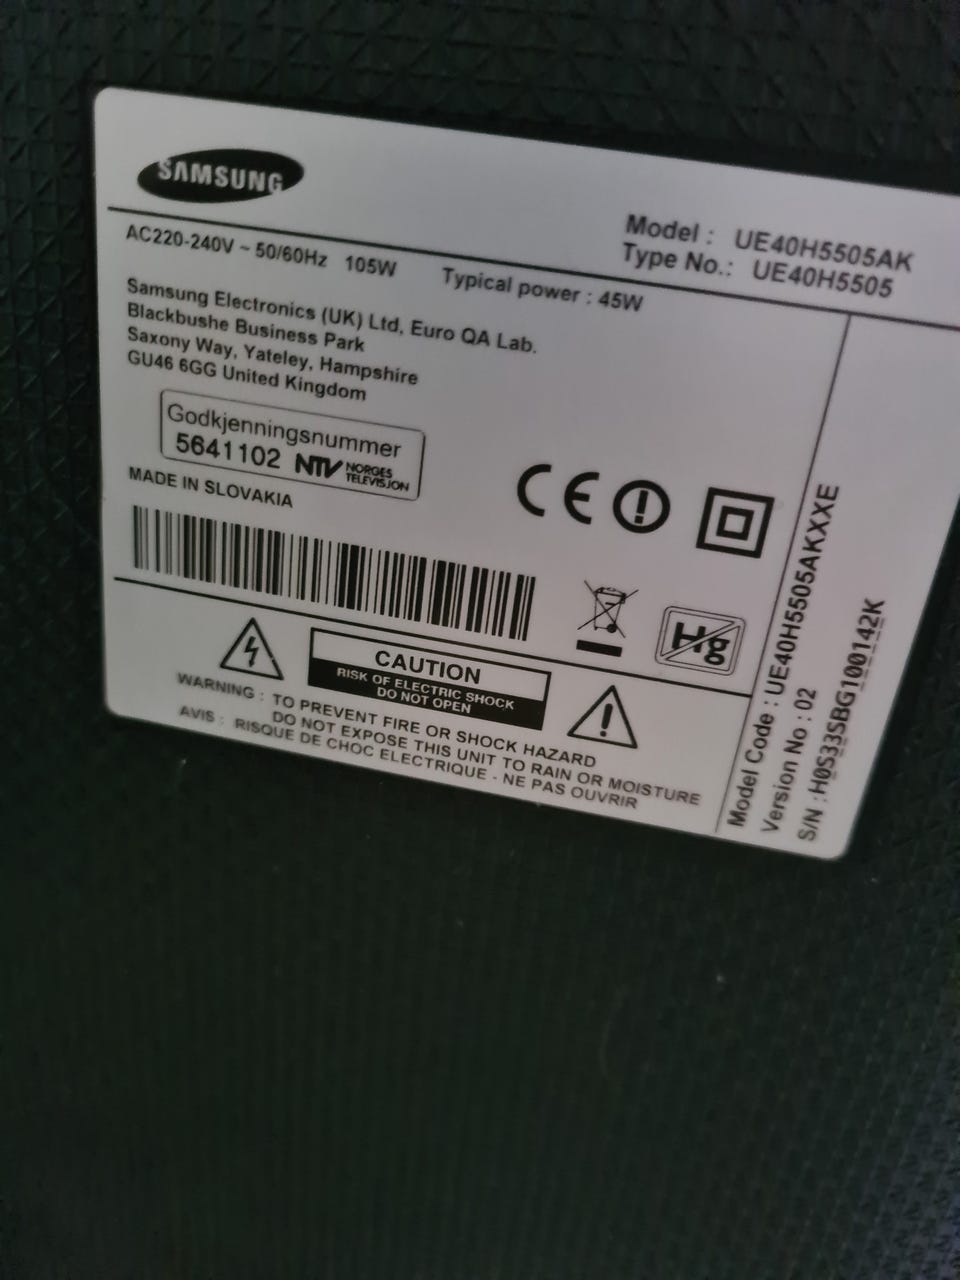 SAMSUNG
Model : UE40H5505AK
Type No.: UE40H5505
AC220-240V ~ 50/60Hz 105W Typical power : 45W
Samsung Electronics (UK) Ltd, Euro QA Lab.
Blackbushe Business Park
Saxony Way, Yateley, Hampshire
GU46 6GG United Kingdom
Godkjenningsnummer
5641102 NTV NORGES
TELEVISJON
MADE IN SLOVAKIA
CE
Hg
CAUTION
RISK OF ELECTRIC SHOCK
DO NOT OPEN
WARNING : TO PREVENT FIRE OR SHOCK HAZARD
DO NOT EXPOSE THIS UNIT TO RAIN OR MOISTURE
AVIS : RISQUE DE CHOC ELECTRIQUE - NE PAS OUVRIR
Model Code : UE40H5505AKXXE
Version No : 02
S/N : H0S33SBG100142K